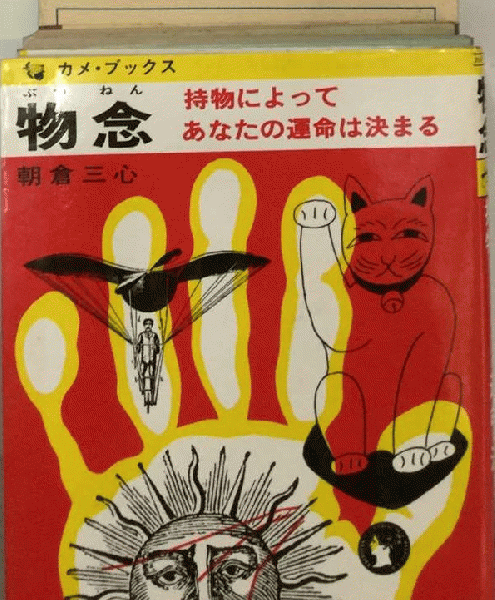 カメ・ブックス
ぶつ ねん
物念
持物によって
あなたの運命は決まる
朝倉三心